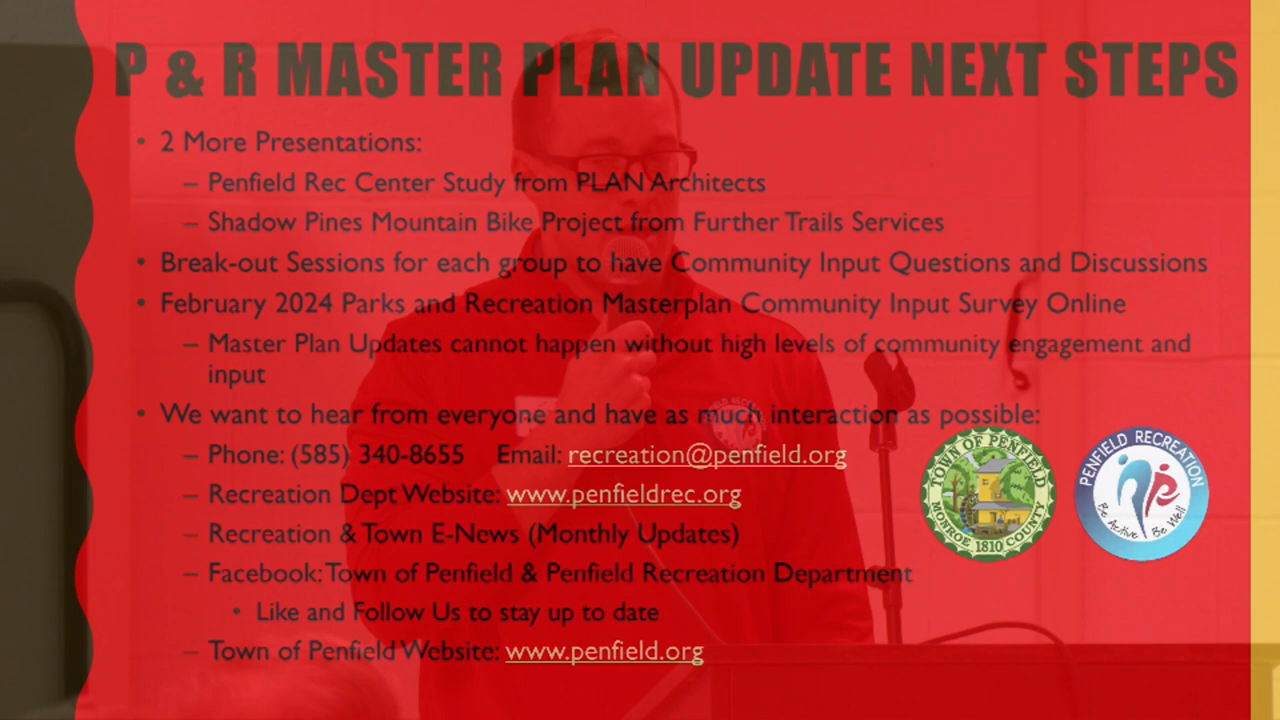 P & R MASTER PLAN UPDATE NEXT STEPS
• 2 More Presentations:
– Penfield Rec Center Study from PLAN Architects
– Shadow Pines Mountain Bike Project from Further Trails Services
• Break-out Sessions for each group to have Community Input Questions and Discussions
• February 2024 Parks and Recreation Masterplan Community Input Survey Online
– Master Plan Updates cannot happen without high levels of community engagement and
input
• We want to hear from everyone and have as much interaction as possible:
– Phone: (585) 340-8655 Email: recreation@penfield.org
– Recreation Dept Website: www.penfieldrec.org
– Recreation & Town E-News (Monthly Updates)
– Facebook: Town of Penfield & Penfield Recreation Department
• Like and Follow Us to stay up to date
– Town of Penfield Website: www.penfield.org
TOWN OF PENFIELD
MONROE 1810 COUNTY
PENFIELD RECREATION
Be Active Be Well